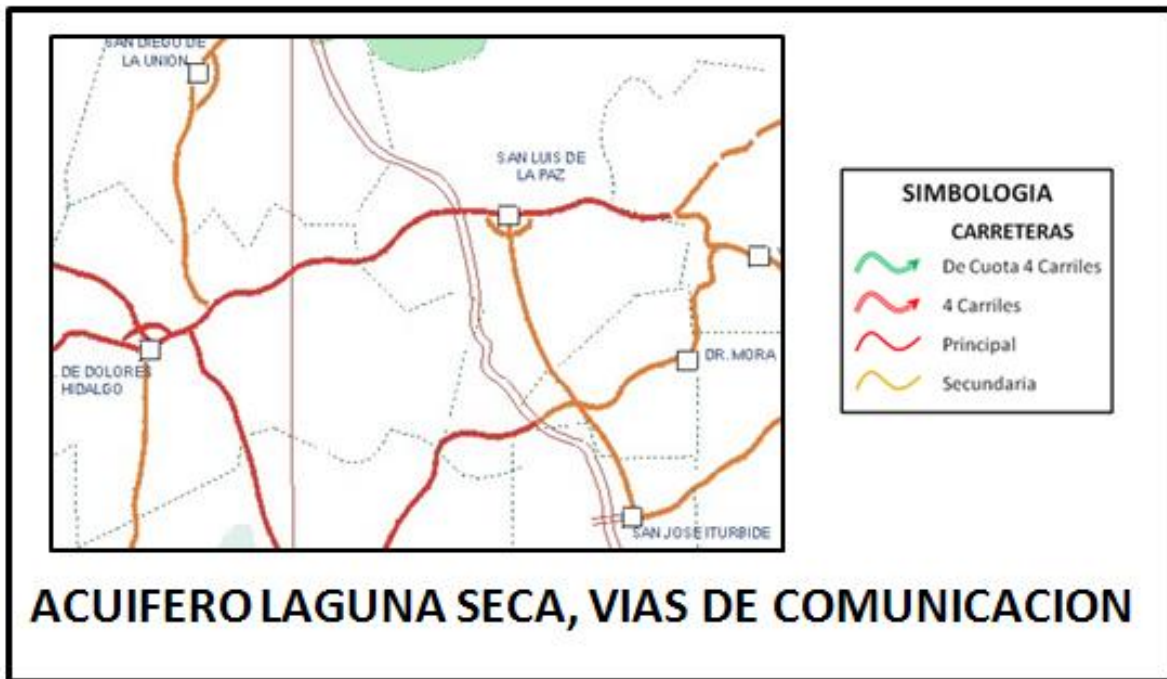 SAN DIEGO DE
LA UNION
SAN LUIS DE
LA PAZ
. DE DOLORES
HIDALGO
DR. MORA
SAN JOSE ITURBIDE
SIMBOLOGIA
CARRETERAS
De Cuota 4 Carriles
4 Carriles
Principal
Secundaria
ACUIFERO LAGUNA SECA, VIAS DE COMUNICACION